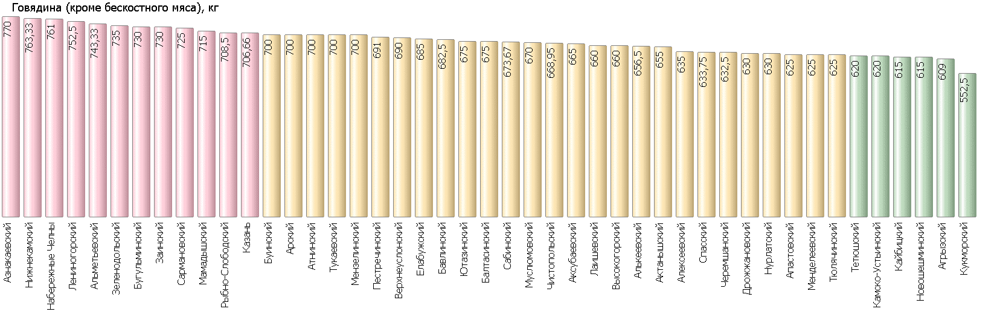 Говядина (кроме бескостного мяса), кг
770
763,33
761
752,5
743,33
735
730
730
725
715
708,5
706,66
700
700
700
700
700
691
690
685
682,5
675
675
673,67
670
668,95
665
660
660
656,5
655
635
633,75
632,5
630
630
625
625
625
620
620
615
615
609
552,5
Азнакаевский
Нижнекамский
Набережные Челны
Лениногорский
Альметьевский
Зеленодольский
Бугульминский
Заинский
Сармановский
Мамадышский
Рыбно-Слободский
Казань
Буинский
Арский
Атнинский
Тукаевский
Мензелинский
Пестречинский
Верхнеуслонский
Елабужский
Бавлинский
Ютазинский
Балтасинский
Сабинский
Муслюмовский
Чистопольский
Аксубаевский
Лаишевский
Высокогорский
Алькеевский
Актанышский
Алексеевский
Спасский
Черемшанский
Дрожжановский
Нурлатский
Апастовский
Менделеевский
Тюлячинский
Тетюшский
Камско-Устьинский
Кайбицкий
Новошешминский
Агрызский
Кукморский